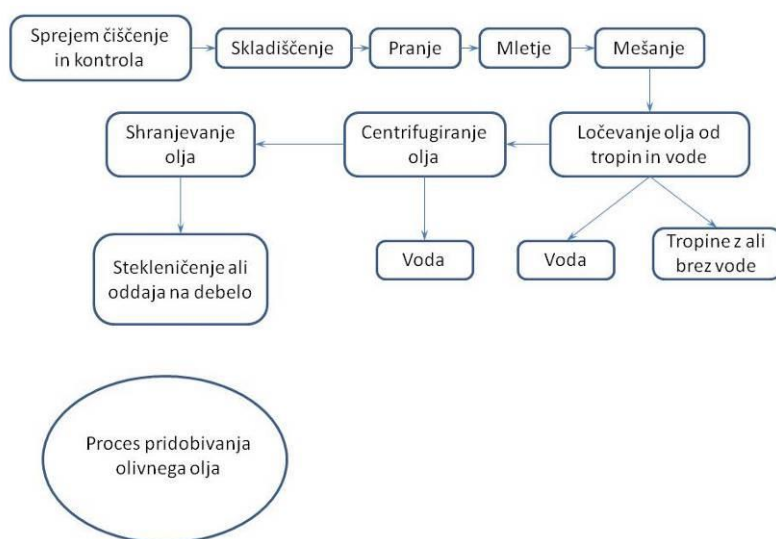 Sprejem čiščenje
in kontrola
Skladiščenje
Pranje
Mletje
Mešanje
Ločevanje olja od
tropin in vode
Centrifugiranje
olja
Shranjevanje
olja
Stekleničenje ali
oddaja na debelo
Voda
Voda
Tropine z ali
brez vode
Proces pridobivanja
olivnega olja